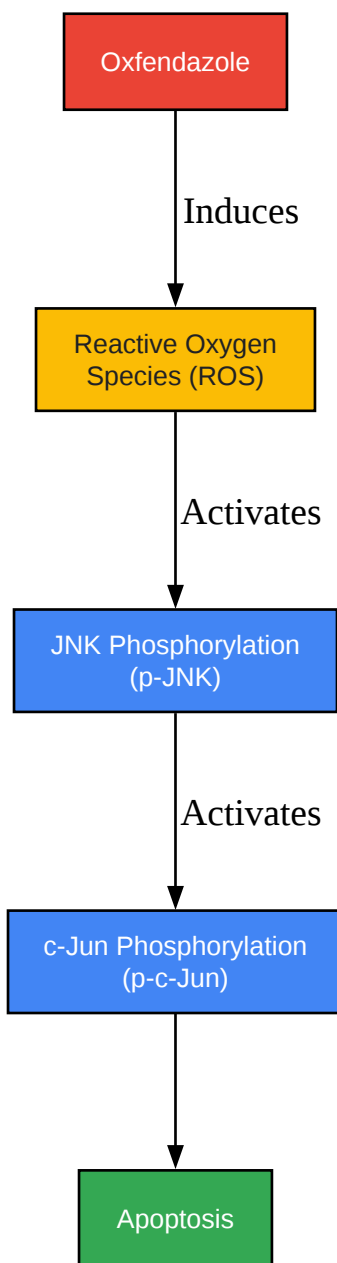 Oxfendazole
Induces
Reactive Oxygen
Species (ROS)
Activates
JNK Phosphorylation
(p-JNK)
Activates
c-Jun Phosphorylation
(p-c-Jun)
Apoptosis